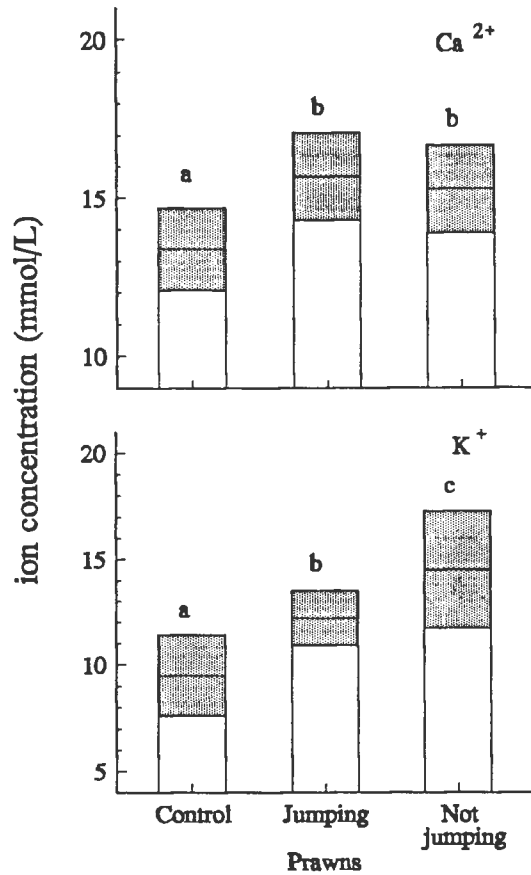 ion concentration (mmol/L)
Ca 2+
20
15
10
a
b
b
K +
20
15
10
5
a
b
c
Control
Jumping
Not
jumping
Prawns